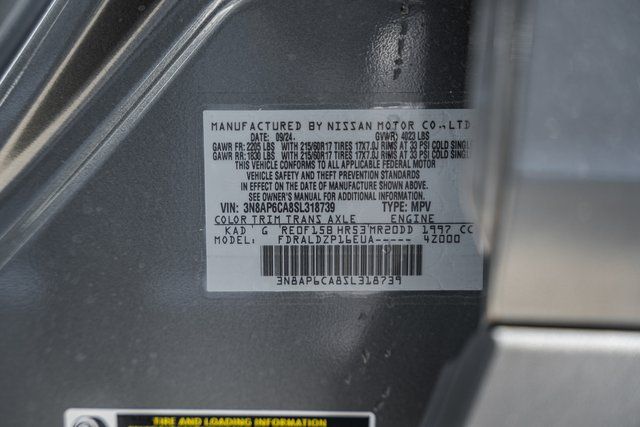 MANUFACTURED BY NISSAN MOTOR CO.,LTD
DATE: 09/24. GVWR: 4023 LBS
GAWR FR: 2205 LBS WITH 215/60R17 TIRES 17X7.0J RIMS AT 33 PSI COLD SINGL
GAWR RR: 1830 LBS WITH 215/60R17 TIRES 17X7.0J RIMS AT 33 PSI COLD SINGL
THIS VEHICLE CONFORMS TO ALL APPLICABLE FEDERAL MOTOR
VEHICLE SAFETY AND THEFT PREVENTION STANDARDS
IN EFFECT ON THE DATE OF MANUFACTURE SHOWN ABOVE.
SEE OWNER'S MANUAL FOR ADDITIONAL INFORMATION.
VIN: 3N8AP6CA8SL318739 TYPE: MPV
COLOR TRIM TRANS AXLE ENGINE
KAD G RE0F15B HR53 MR20DD 1997 CC
MODEL: FDRALDZP16EUA----- 4Z000
3N8AP6CA8SL318739
TIRE AND LOADING INFORMATION